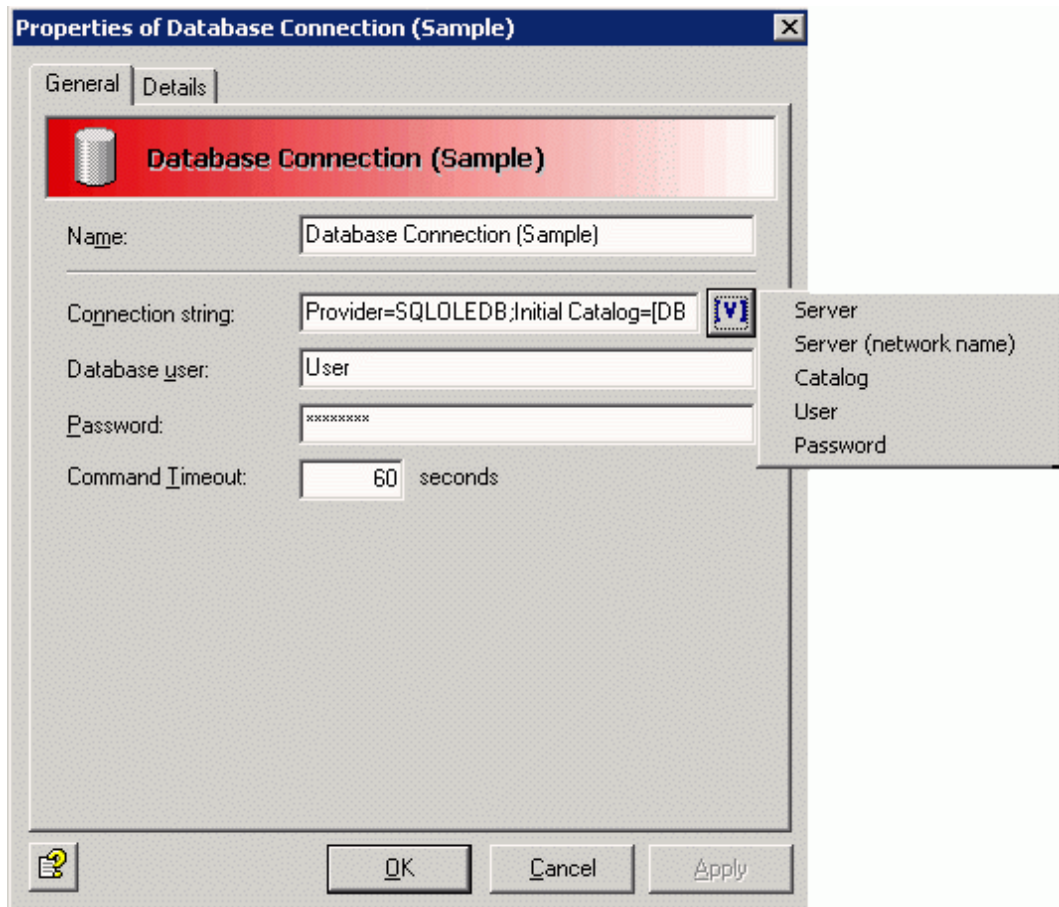 Properties of Database Connection (Sample)
General Details
Database Connection (Sample)
Name: Database Connection (Sample)
Connection string: Provider=SQLOLEDB;Initial Catalog=[DB [V]
Server
Server (network name)
Catalog
User
Password
Database user: User
Password: ********
Command Timeout: 60 seconds
OK Cancel Apply